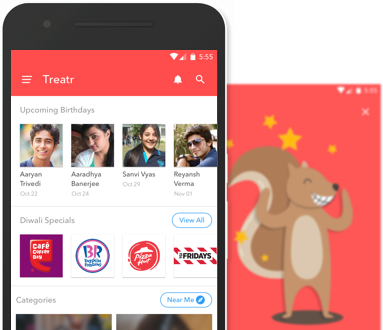 5:55
5:55
Treatr
Upcoming Birthdays
Aaryan Trivedi
Oct 22
Aaradhya Banerjee
Oct 24
Sanvi Vyas
Oct 29
Reyansh Verma
Nov 01
Diwali Specials
View All
Café Coffee Day
BR
baskin robbins
Pizza Hut
FRIDAYS
Categories
Near Me